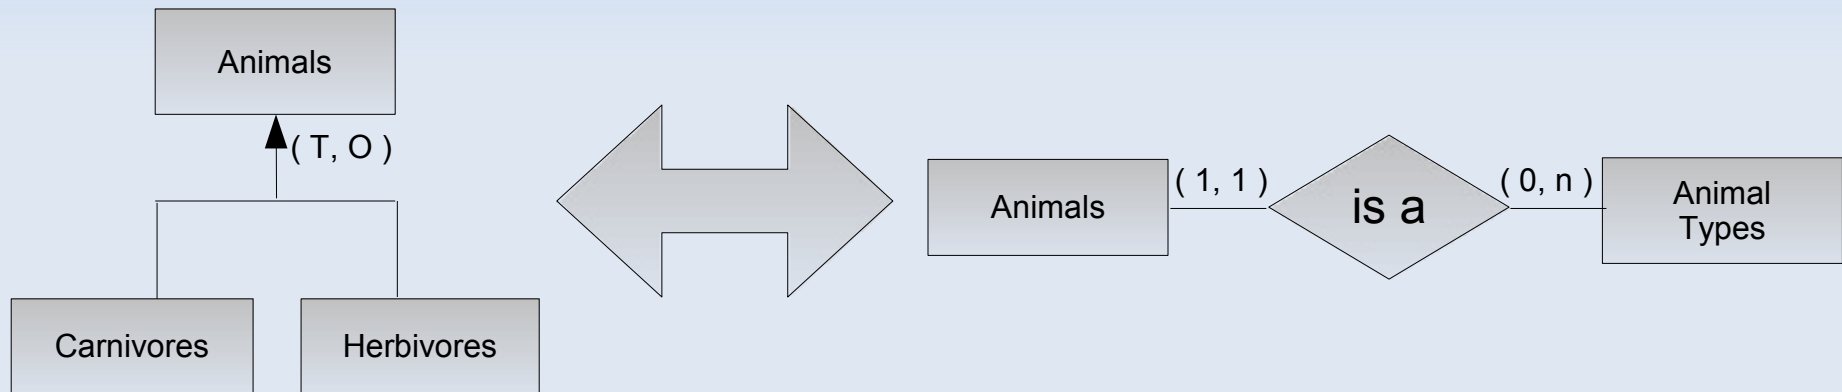 Animals
( T, O )
Carnivores
Herbivores
Animals
( 1, 1 )
is a
( 0, n )
Animal
Types